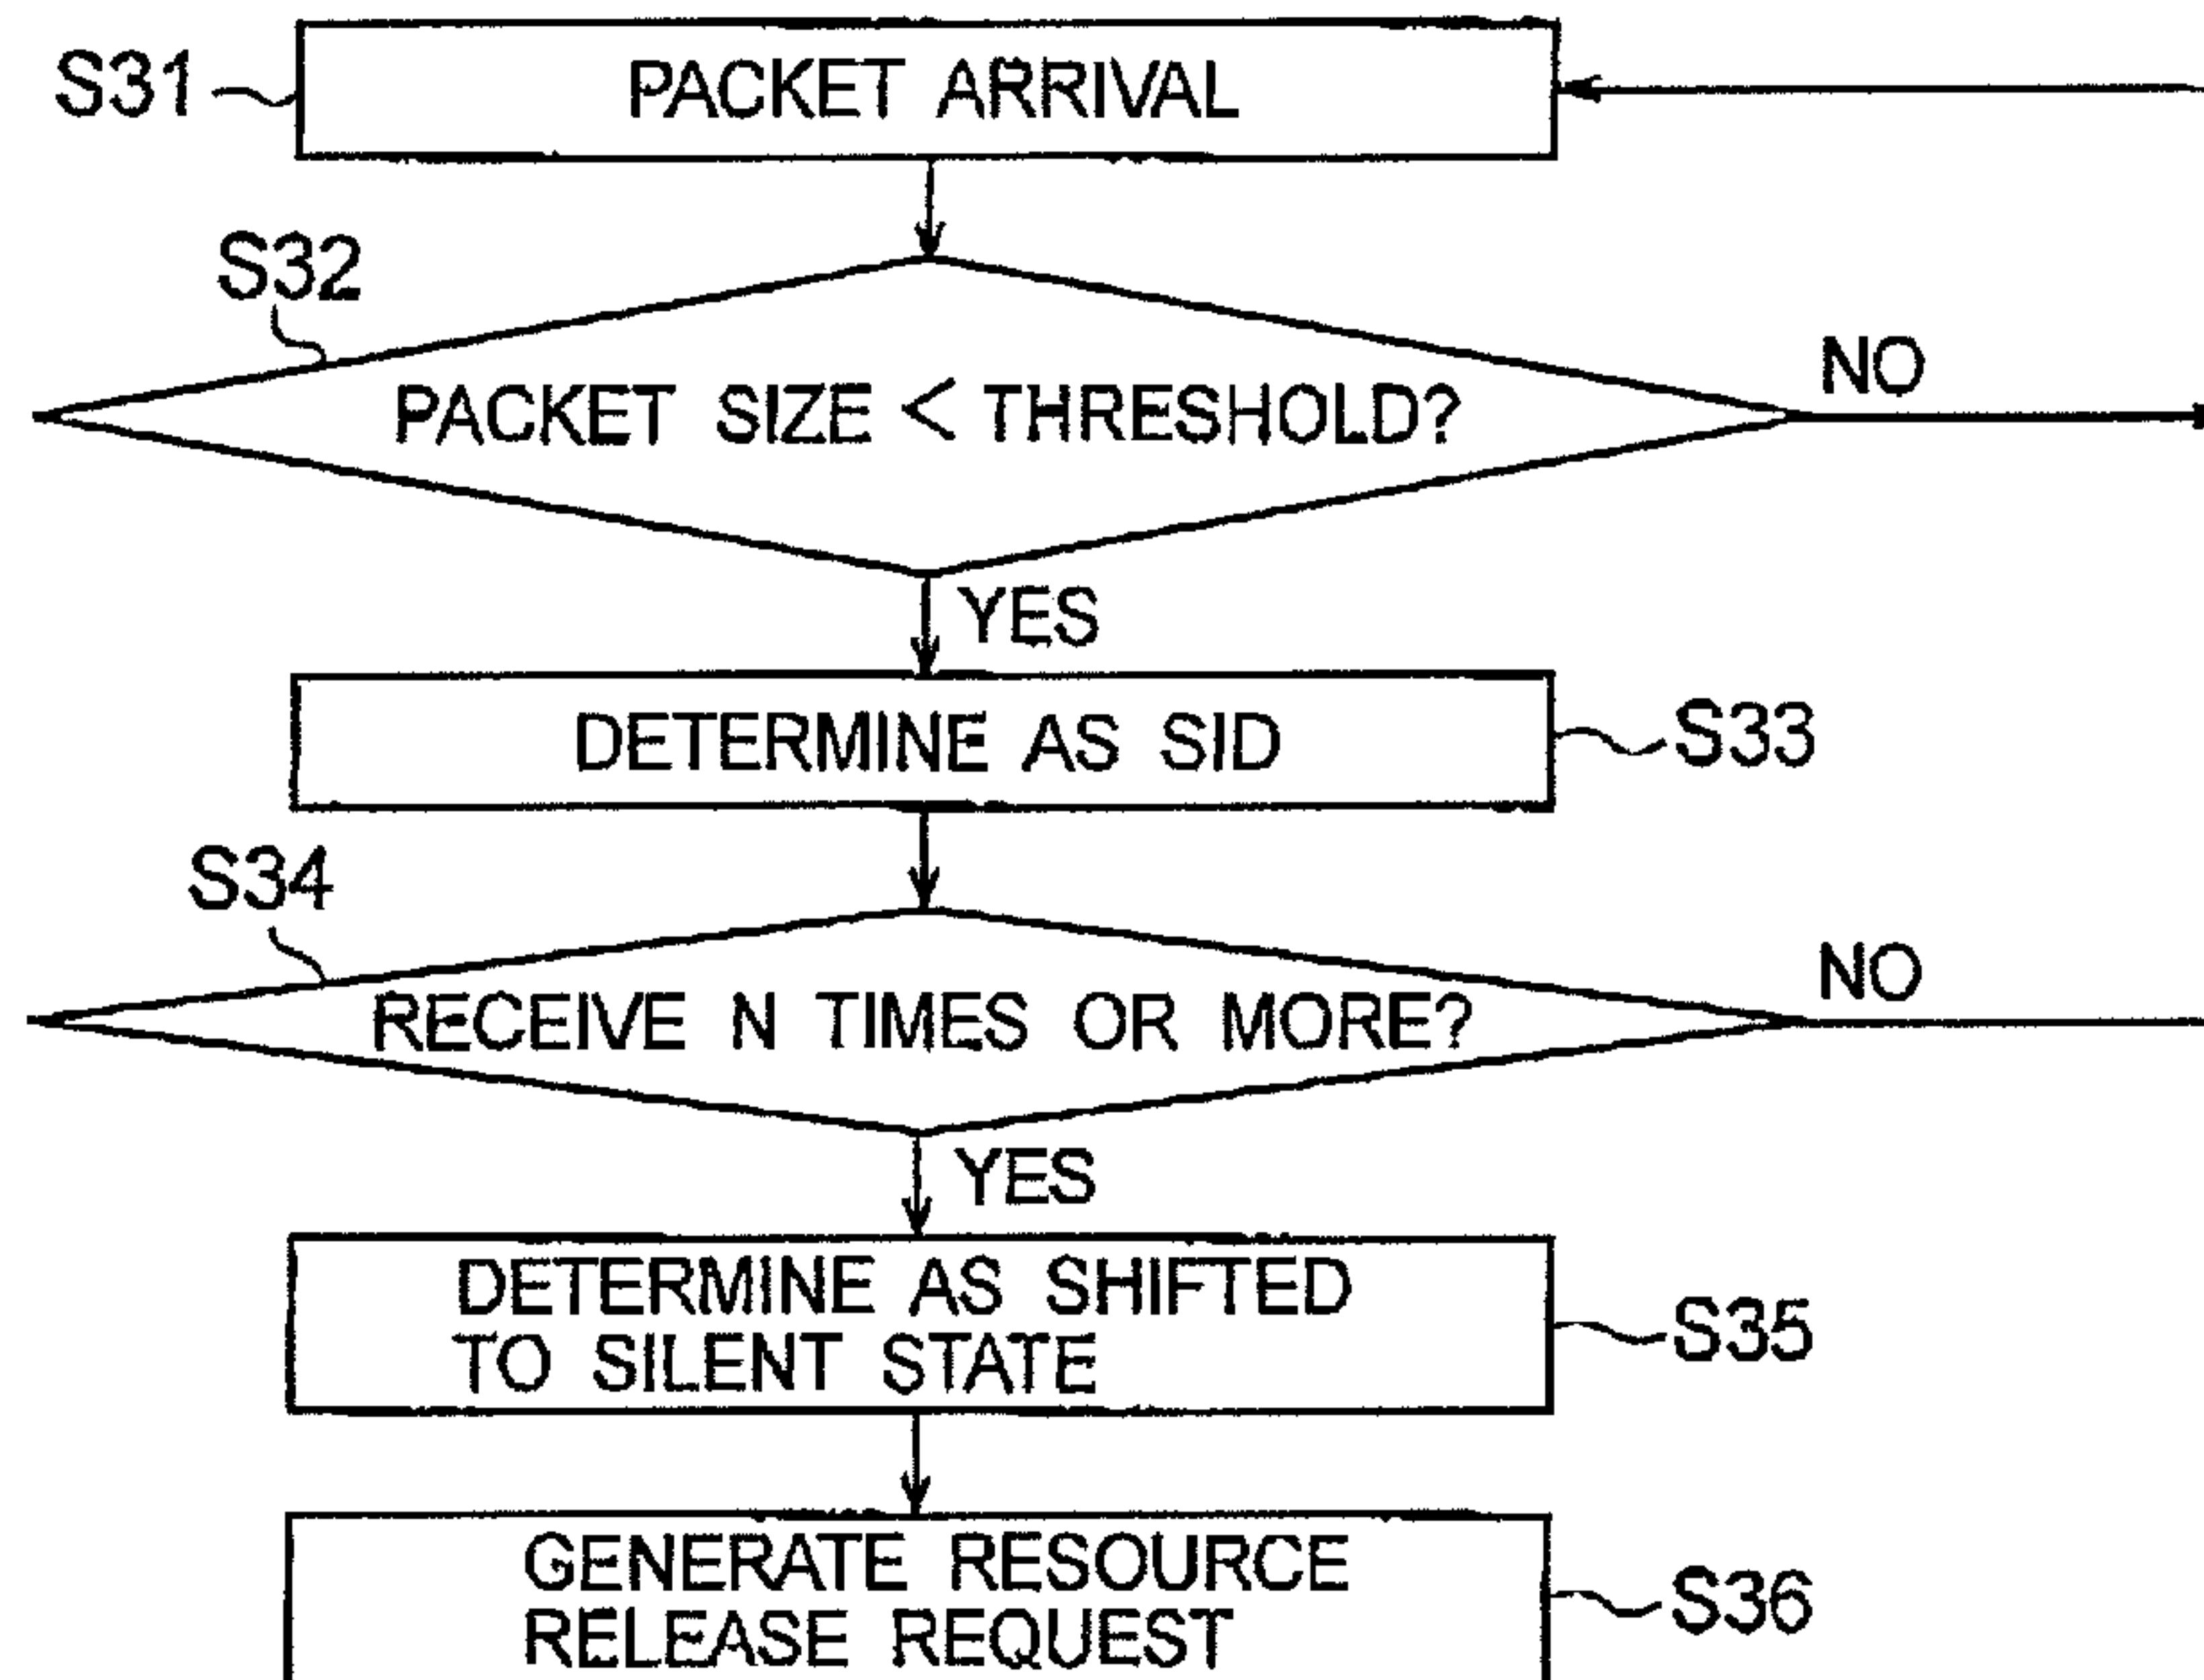 S31
PACKET ARRIVAL
S32
PACKET SIZE < THRESHOLD?
NO
YES
DETERMINE AS SID
S33
S34
RECEIVE N TIMES OR MORE?
NO
YES
DETERMINE AS SHIFTED
TO SILENT STATE
S35
GENERATE RESOURCE
RELEASE REQUEST
S36